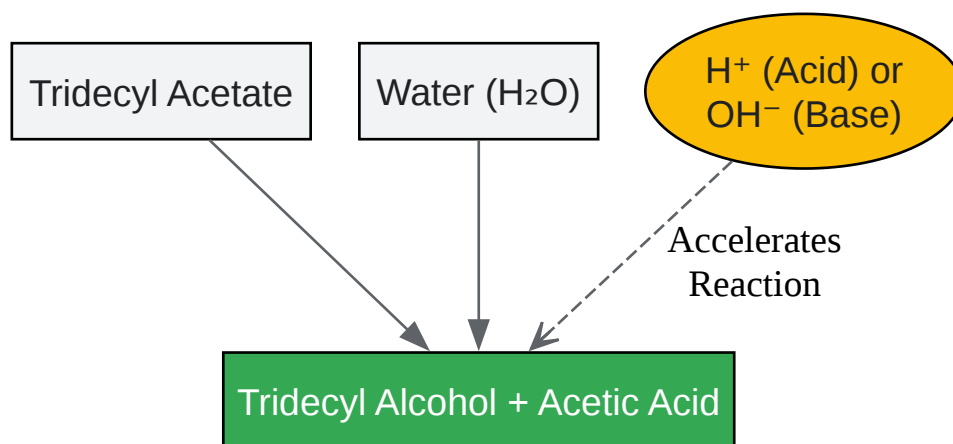 Tridecyl Acetate
Water (H₂O)
H⁺ (Acid) or
OH⁻ (Base)
Accelerates
Reaction
Tridecyl Alcohol + Acetic Acid